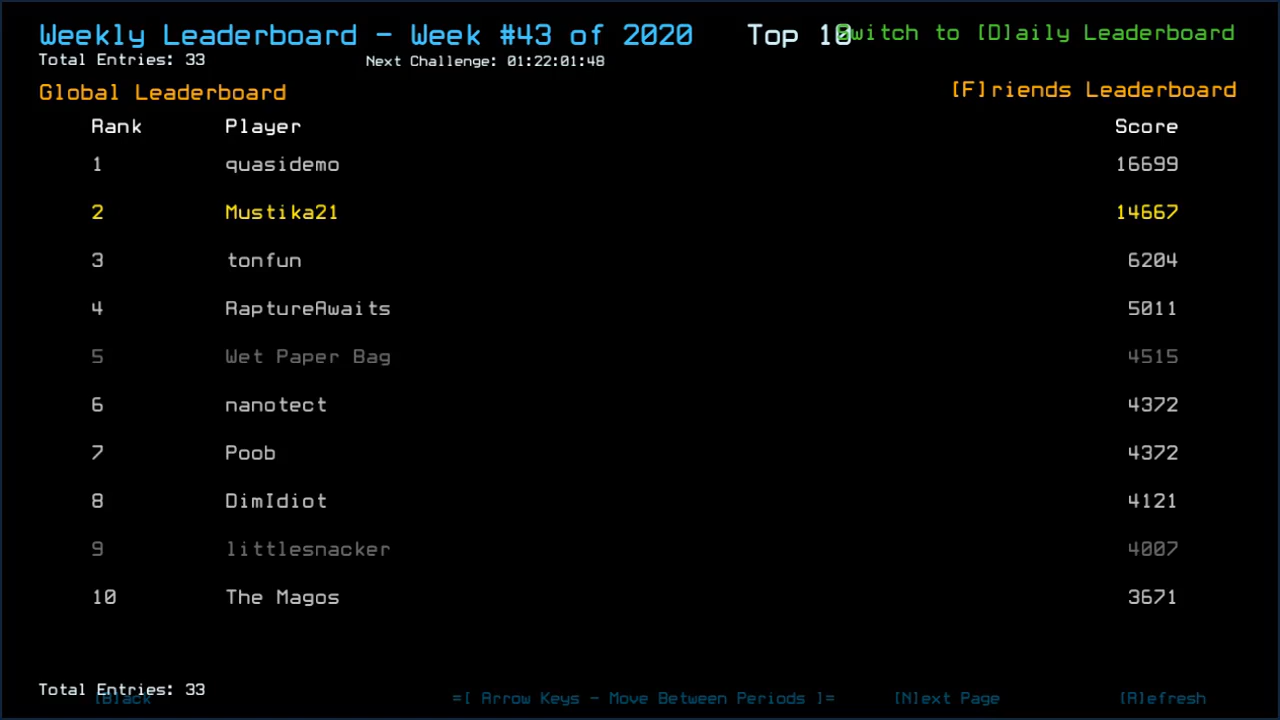 Weekly Leaderboard - Week #43 of 2020 Top 10 Switch to [D]aily Leaderboard
Total Entries: 33 Next Challenge: 01:22:01:48
Global Leaderboard [F]riends Leaderboard
Rank Player Score
1 quasidemo 16699
2 Mustika21 14667
3 tonfun 6204
4 RaptureAwaits 5011
5 Wet Paper Bag 4515
6 nanotect 4372
7 Poob 4372
8 DimIdiot 4121
9 littlesnacker 4007
10 The Magos 3671
Total Entries: 33
[B]ack =[ Arrow Keys - Move Between Periods ]= [N]ext Page [R]efresh